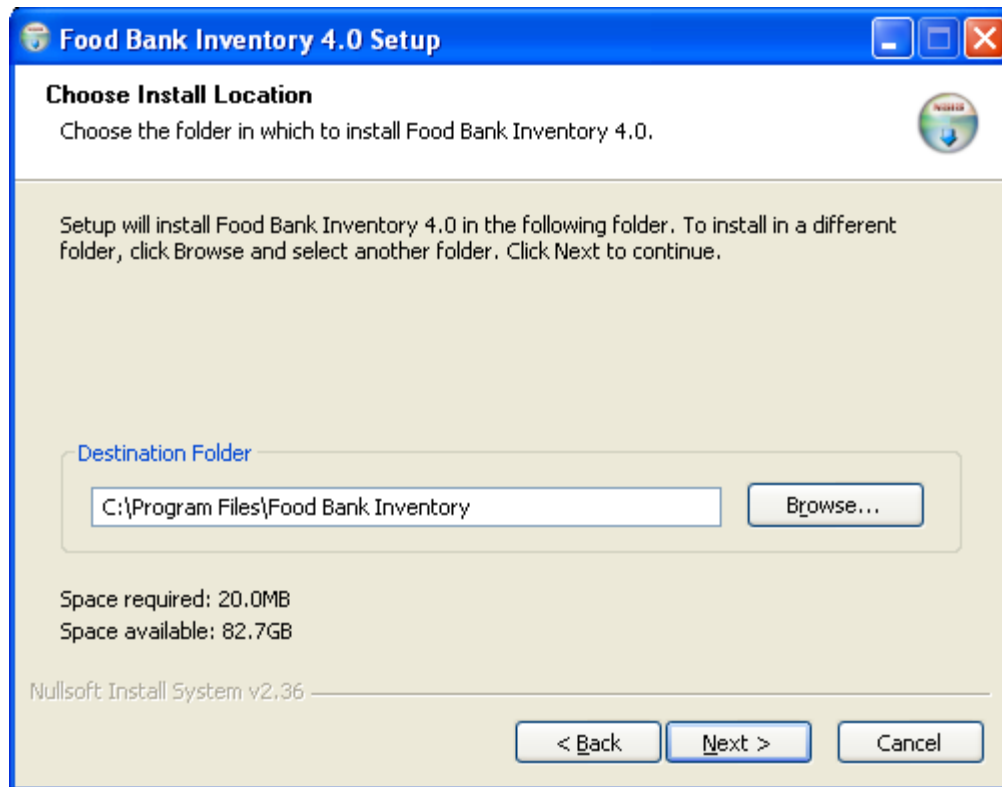 Food Bank Inventory 4.0 Setup
Choose Install Location
Choose the folder in which to install Food Bank Inventory 4.0.
Setup will install Food Bank Inventory 4.0 in the following folder. To install in a different
folder, click Browse and select another folder. Click Next to continue.
Destination Folder
C:\Program Files\Food Bank Inventory
Browse...
Space required: 20.0MB
Space available: 82.7GB
Nullsoft Install System v2.36
< Back
Next >
Cancel